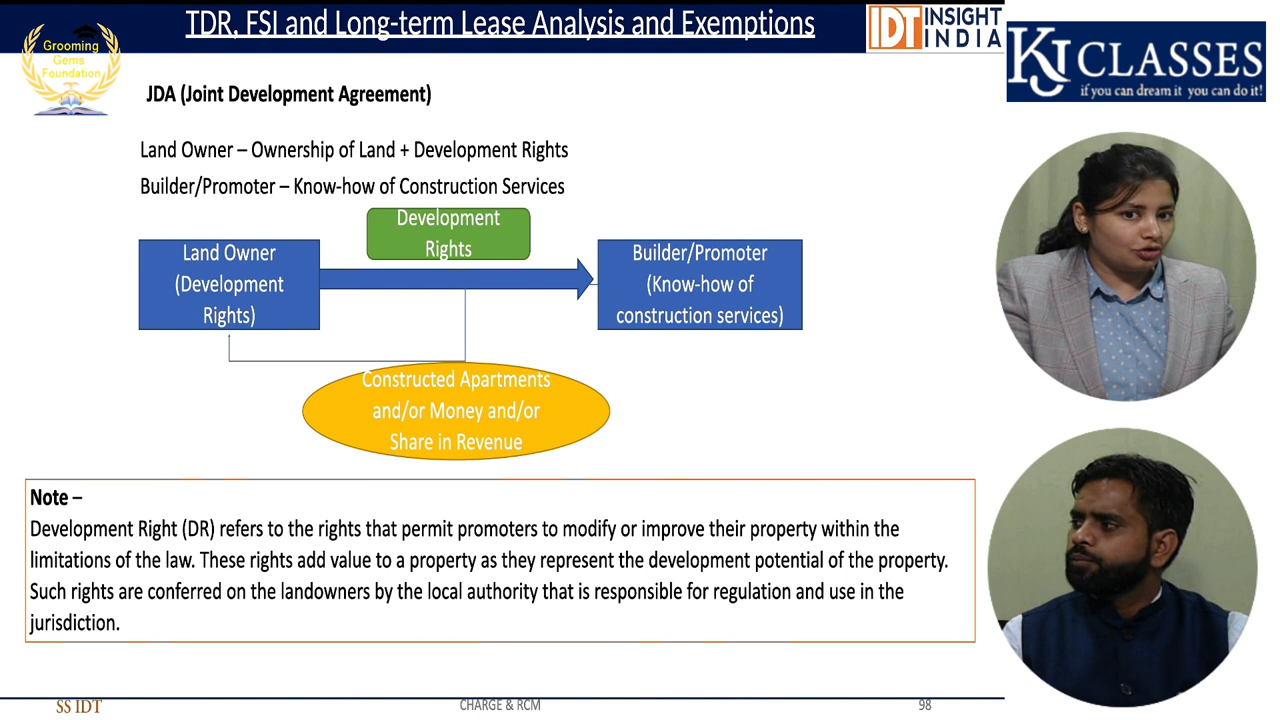 TDR, FSI and Long-term Lease Analysis and Exemptions
IDT INSIGHT
INDIA
Grooming
Gems
Foundation
KJ CLASSES
if you can dream it you can do it!
JDA (Joint Development Agreement)
Land Owner – Ownership of Land + Development Rights
Builder/Promoter – Know-how of Construction Services
Development
Rights
Land Owner
(Development
Rights)
Builder/Promoter
(Know-how of
construction services)
Constructed Apartments
and/or Money and/or
Share in Revenue
Note –
Development Right (DR) refers to the rights that permit promoters to modify or improve their property within the
limitations of the law. These rights add value to a property as they represent the development potential of the property.
Such rights are conferred on the landowners by the local authority that is responsible for regulation and use in the
jurisdiction.
SS IDT
CHARGE & RCM
98